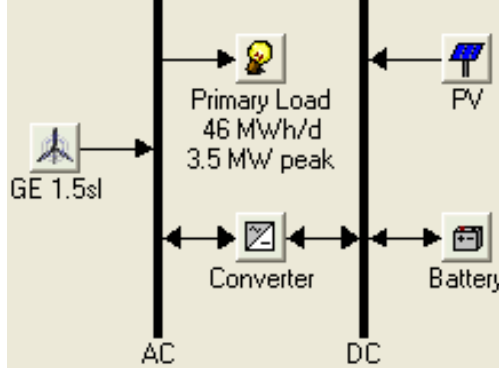 Primary Load
46 MWh/d
3.5 MW peak
PV
GE 1.5sl
Converter
Battery
AC
DC